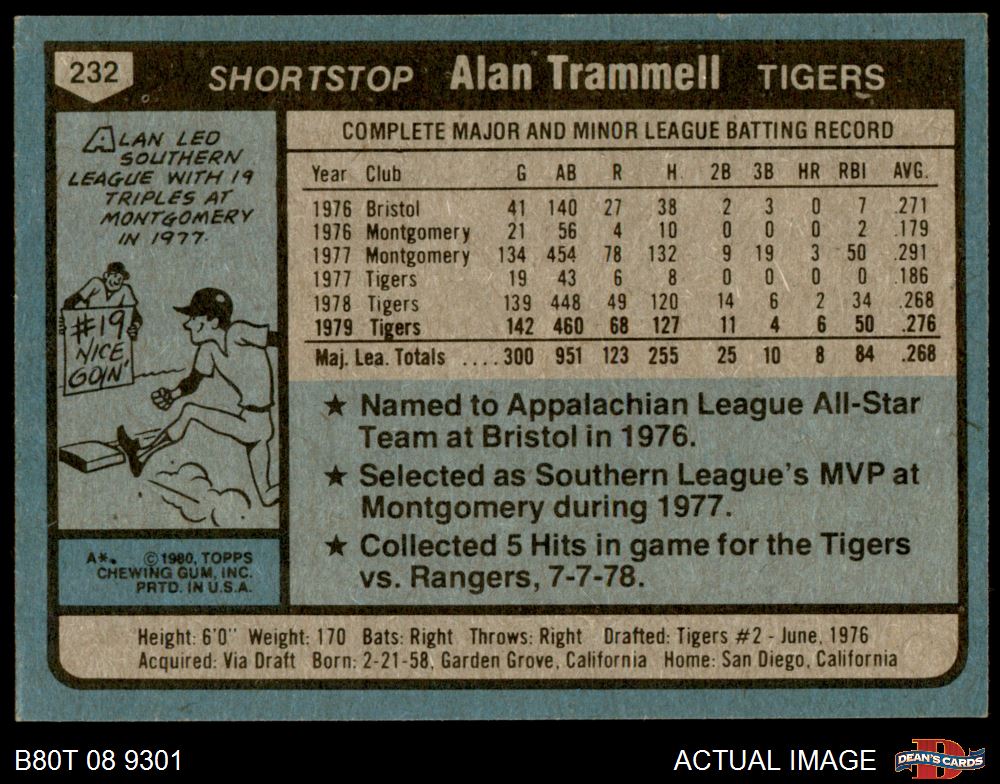 232
SHORTSTOP Alan Trammell TIGERS
ALAN LED
SOUTHERN
LEAGUE WITH 19
TRIPLES AT
MONTGOMERY
IN 1977.
#19
NICE
GOIN'
COMPLETE MAJOR AND MINOR LEAGUE BATTING RECORD
Year Club G AB R H. 2B 3B HR RBI AVG.
1976 Bristol 41 140 27 38 2 3 0 7 .271
1976 Montgomery 21 56 4 10 0 0 0 2 .179
1977 Montgomery 134 454 78 132 9 19 3 50 .291
1977 Tigers 19 43 6 8 0 0 0 0 .186
1978 Tigers 139 448 49 120 14 6 2 34 .268
1979 Tigers 142 460 68 127 11 4 6 50 .276
Maj. Lea. Totals ....300 951 123 255 25 10 8 84 .268
★ Named to Appalachian League All-Star
Team at Bristol in 1976.
★ Selected as Southern League's MVP at
Montgomery during 1977.
★ Collected 5 Hits in game for the Tigers
vs. Rangers, 7-7-78.
A*. ©1980, TOPPS
CHEWING GUM, INC.
PRTD. IN U.S.A.
Height: 6'0" Weight: 170 Bats: Right Throws: Right Drafted: Tigers #2 - June, 1976
Acquired: Via Draft Born: 2-21-58, Garden Grove, California Home: San Diego, California
B80T 08 9301
ACTUAL IMAGE
D
DEAN'S CARDS